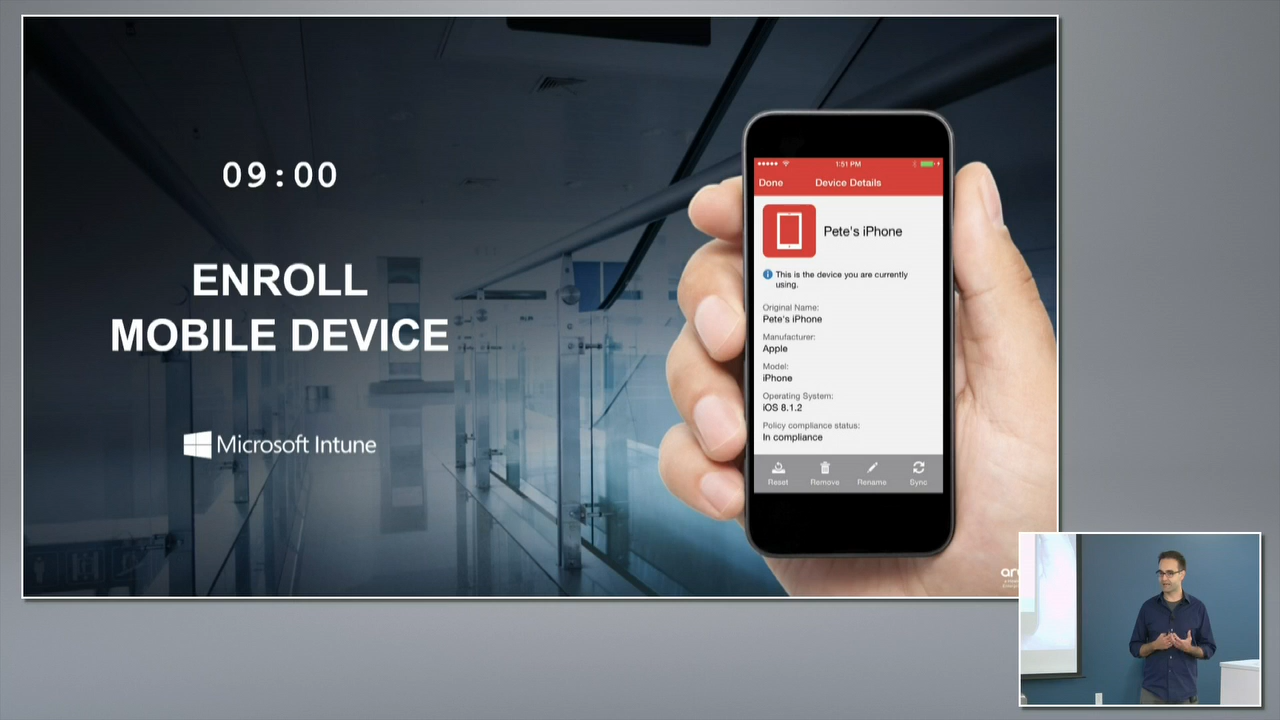 09:00
ENROLL
MOBILE DEVICE
Microsoft Intune
1:51 PM
Done
Device Details
Pete's iPhone
This is the device you are currently
using.
Original Name:
Pete's iPhone
Manufacturer:
Apple
Model:
iPhone
Operating System:
iOS 8.1.2
Policy compliance status:
In compliance
Reset
Remove
Rename
Sync